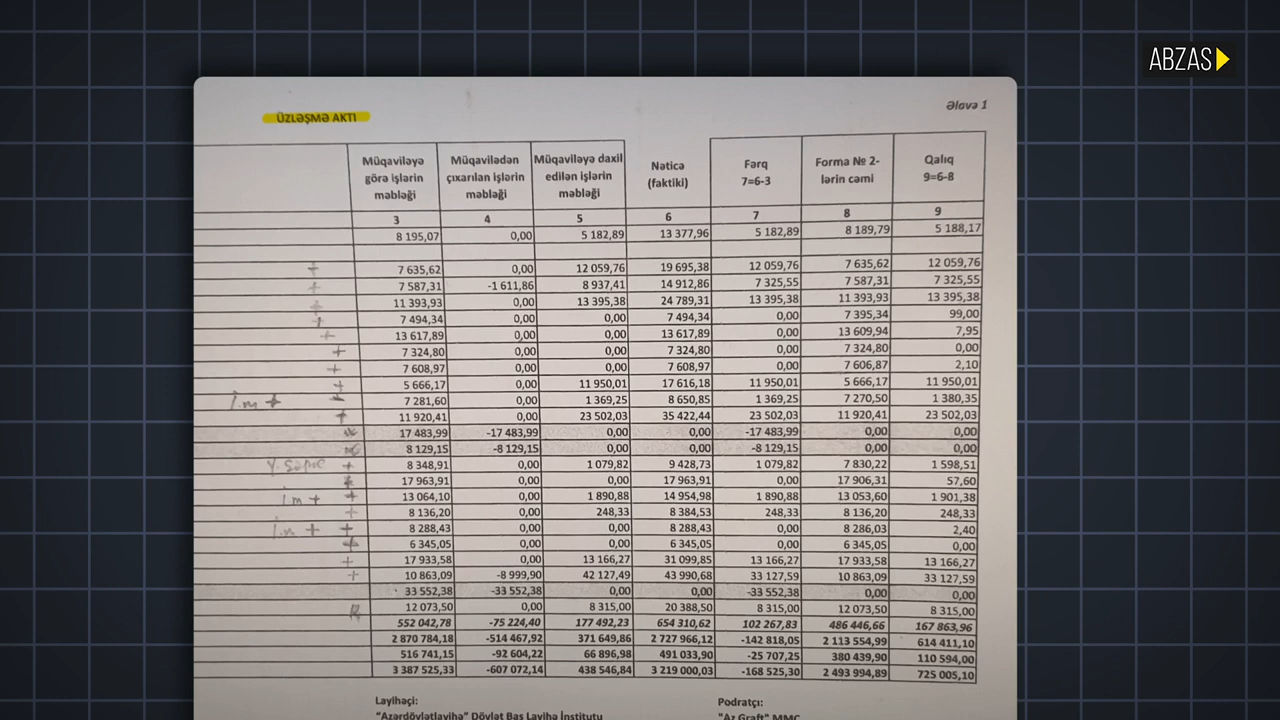 ABZAS
Əlavə 1
ÜZLƏŞMƏ AKTI
Müqaviləyə görə işlərin məbləği Müqavilədən çıxarılan işlərin məbləği Müqaviləyə daxil edilən işlərin məbləği Nəticə (faktiki) Fərq 7=6-3 Forma № 2-lərin cəmi Qalıq 9=6-8
3 4 5 6 7 8 9
8 195,07 0,00 5 182,89 13 377,96 5 182,89 8 189,79 5 188,17
+ 7 635,62 0,00 12 059,76 19 695,38 12 059,76 7 635,62 12 059,76
+ 7 587,31 -1 611,86 8 937,41 14 912,86 7 325,55 7 587,31 7 325,55
+ 11 393,93 0,00 13 395,38 24 789,31 13 395,38 11 393,93 13 395,38
+ 7 494,34 0,00 0,00 7 494,34 0,00 7 395,34 99,00
+ 13 617,89 0,00 0,00 13 617,89 0,00 13 609,94 7,95
+ 7 324,80 0,00 0,00 7 324,80 0,00 7 324,80 0,00
+ 7 608,97 0,00 0,00 7 608,97 0,00 7 606,87 2,10
+ 5 666,17 0,00 11 950,01 17 616,18 11 950,01 5 666,17 11 950,01
i.m + + 7 281,60 0,00 1 369,25 8 650,85 1 369,25 7 270,50 1 380,35
+ 11 920,41 0,00 23 502,03 35 422,44 23 502,03 11 920,41 23 502,03
17 483,99 -17 483,99 0,00 0,00 -17 483,99 0,00 0,00
8 129,15 -8 129,15 0,00 0,00 -8 129,15 0,00 0,00
+ 8 348,91 0,00 1 079,82 9 428,73 1 079,82 7 830,22 1 598,51
+ 17 963,91 0,00 0,00 17 963,91 0,00 17 906,31 57,60
i.m + + 13 064,10 0,00 1 890,88 14 954,98 1 890,88 13 053,60 1 901,38
+ 8 136,20 0,00 248,33 8 384,53 248,33 8 136,20 248,33
i.m + + 8 288,43 0,00 0,00 8 288,43 0,00 8 286,03 2,40
+ 6 345,05 0,00 0,00 6 345,05 0,00 6 345,05 0,00
+ 17 933,58 0,00 13 166,27 31 099,85 13 166,27 17 933,58 13 166,27
+ 10 863,09 -8 999,90 42 127,49 43 990,68 33 127,59 10 863,09 33 127,59
33 552,38 -33 552,38 0,00 0,00 -33 552,38 0,00 0,00
12 073,50 0,00 8 315,00 20 388,50 8 315,00 12 073,50 8 315,00
552 042,78 -75 224,40 177 492,23 654 310,62 102 267,83 486 446,66 167 863,96
2 870 784,18 -514 467,92 371 649,86 2 727 966,12 -142 818,05 2 113 554,99 614 411,10
516 741,15 -92 604,22 66 896,98 491 033,90 -25 707,25 380 439,90 110 594,00
3 387 525,33 -607 072,14 438 546,84 3 219 000,03 -168 525,30 2 493 994,89 725 005,10
Layihəçi: Podratçı:
"Azərdövlətlayihə" Dövlət Baş Layihə İnstitutu "Az Graft" MMC